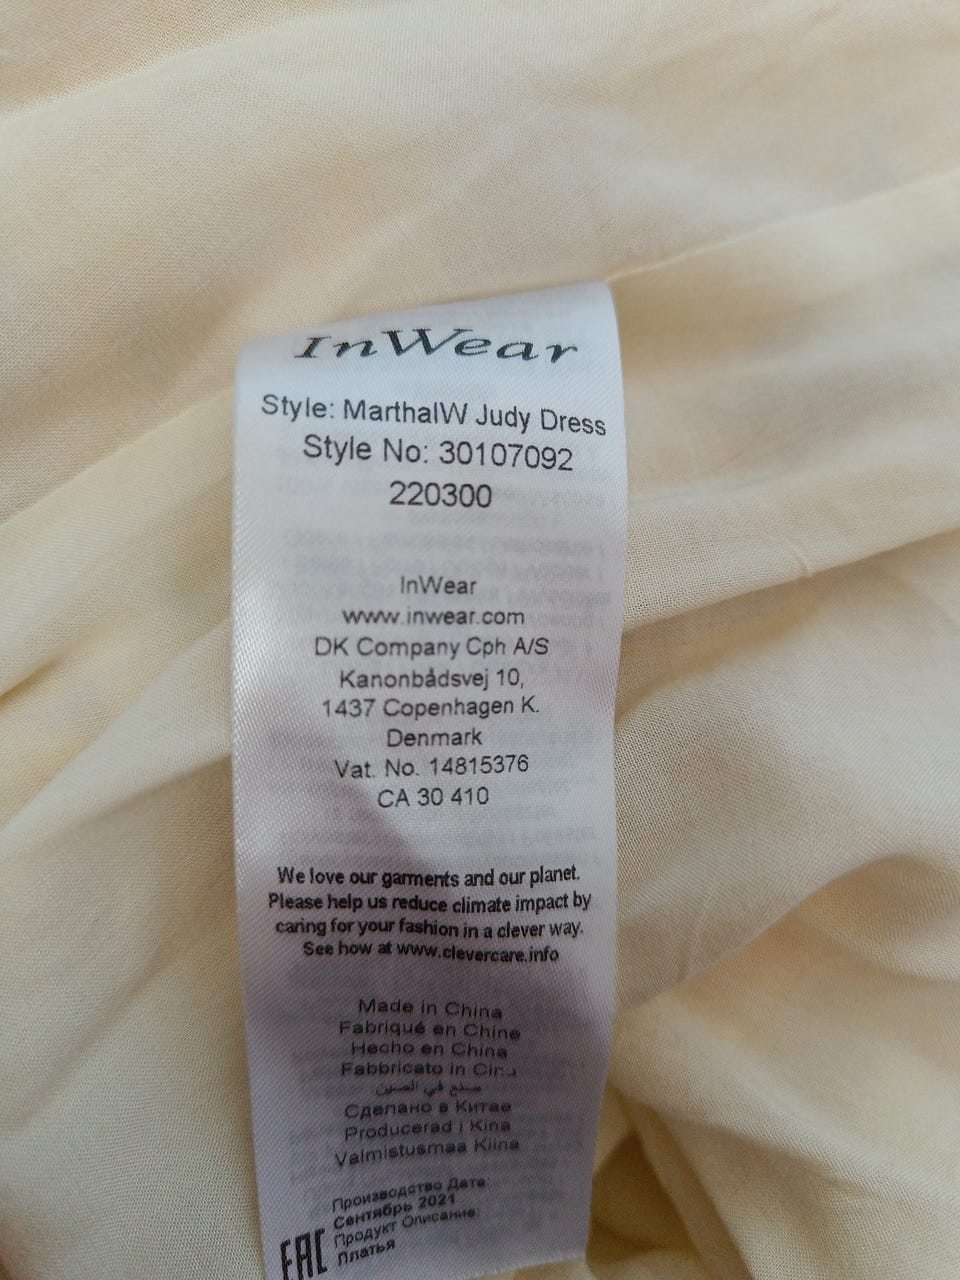 InWear
Style: MarthaIW Judy Dress
Style No: 30107092
220300
InWear
www.inwear.com
DK Company Cph A/S
Kanonbådsvej 10,
1437 Copenhagen K.
Denmark
Vat. No. 14815376
CA 30 410
We love our garments and our planet.
Please help us reduce climate impact by
caring for your fashion in a clever way.
See how at www.clevercare.info
Made in China
Fabriqué en Chine
Hecho en China
Fabbricato in Cina
صنع في الصين
Сделано в Китае
Producerad i Kina
Valmistusmaa Kiina
Производство Дата:
Сентябрь 2021
Продукт Описание:
Платья
EAC